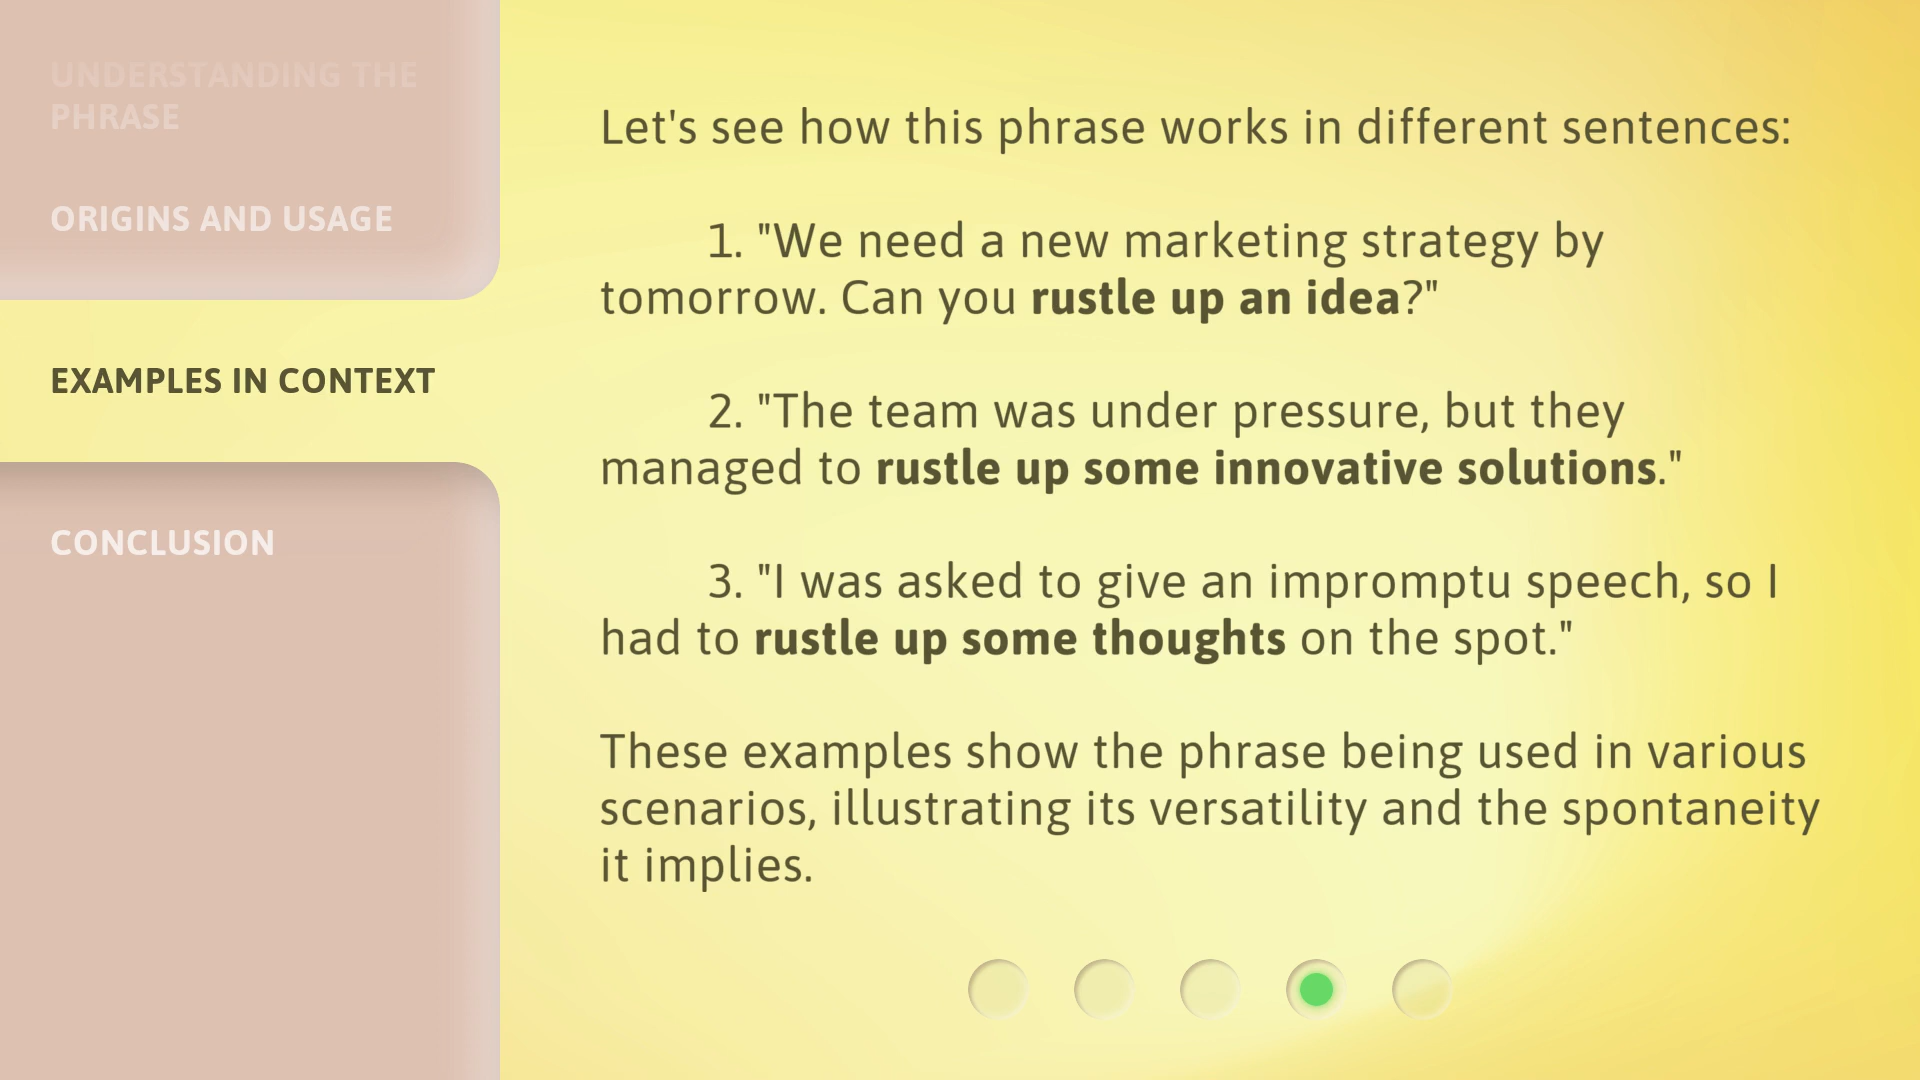 UNDERSTANDING THE
PHRASE
ORIGINS AND USAGE
EXAMPLES IN CONTEXT
CONCLUSION
Let's see how this phrase works in different sentences:
1. "We need a new marketing strategy by
tomorrow. Can you rustle up an idea?"
2. "The team was under pressure, but they
managed to rustle up some innovative solutions."
3. "I was asked to give an impromptu speech, so I
had to rustle up some thoughts on the spot."
These examples show the phrase being used in various
scenarios, illustrating its versatility and the spontaneity
it implies.